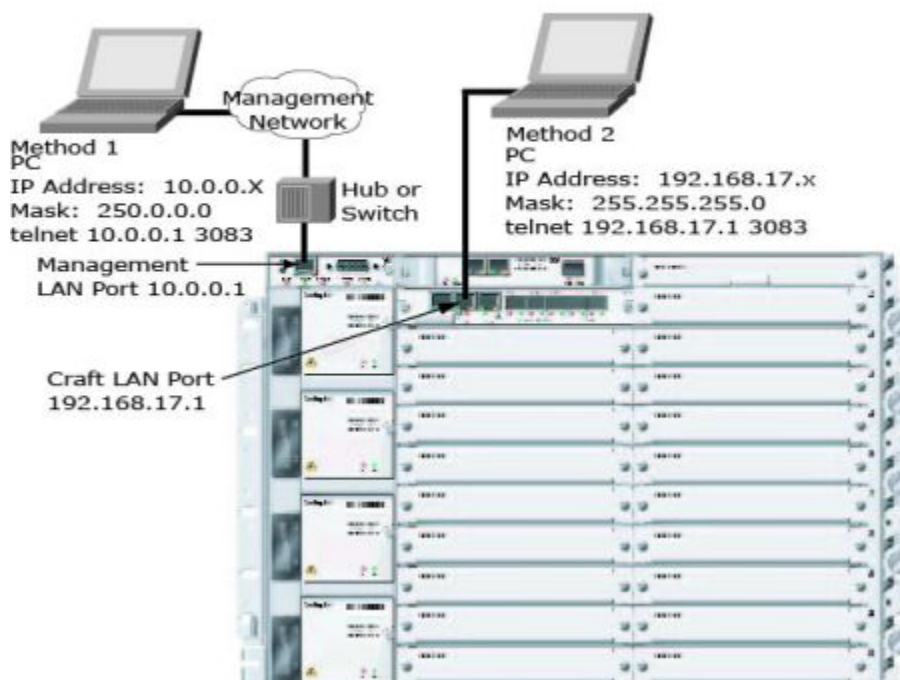 Management
Network
Method 1
PC
IP Address: 10.0.0.X
Mask: 250.0.0.0
telnet 10.0.0.1 3083
Hub or
Switch
Method 2
PC
IP Address: 192.168.17.x
Mask: 255.255.255.0
telnet 192.168.17.1 3083
Management
LAN Port 10.0.0.1
Craft LAN Port
192.168.17.1